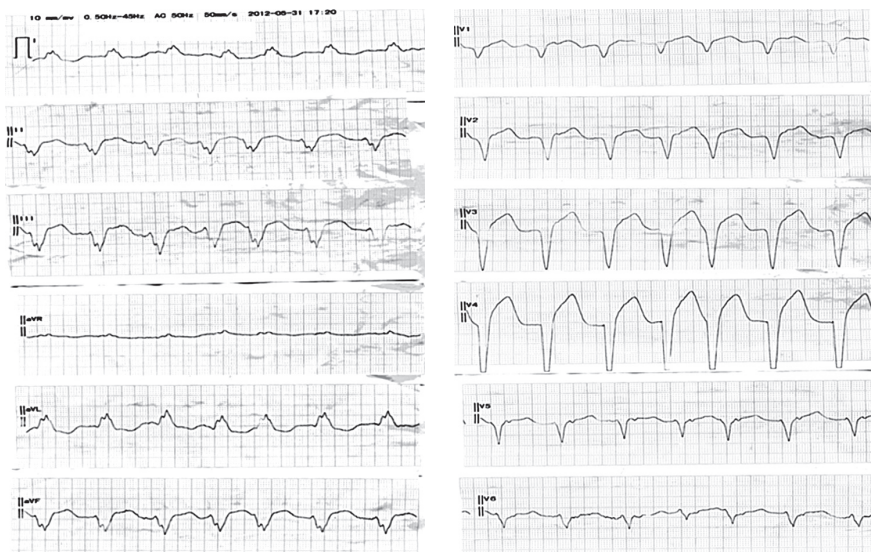 10 mm/mv 0.50Hz-45Hz AC 50Hz 50mm/s 2012-05-31 17:20
I
II
III
aVR
aVL
aVF
V1
V2
V3
V4
V5
V6